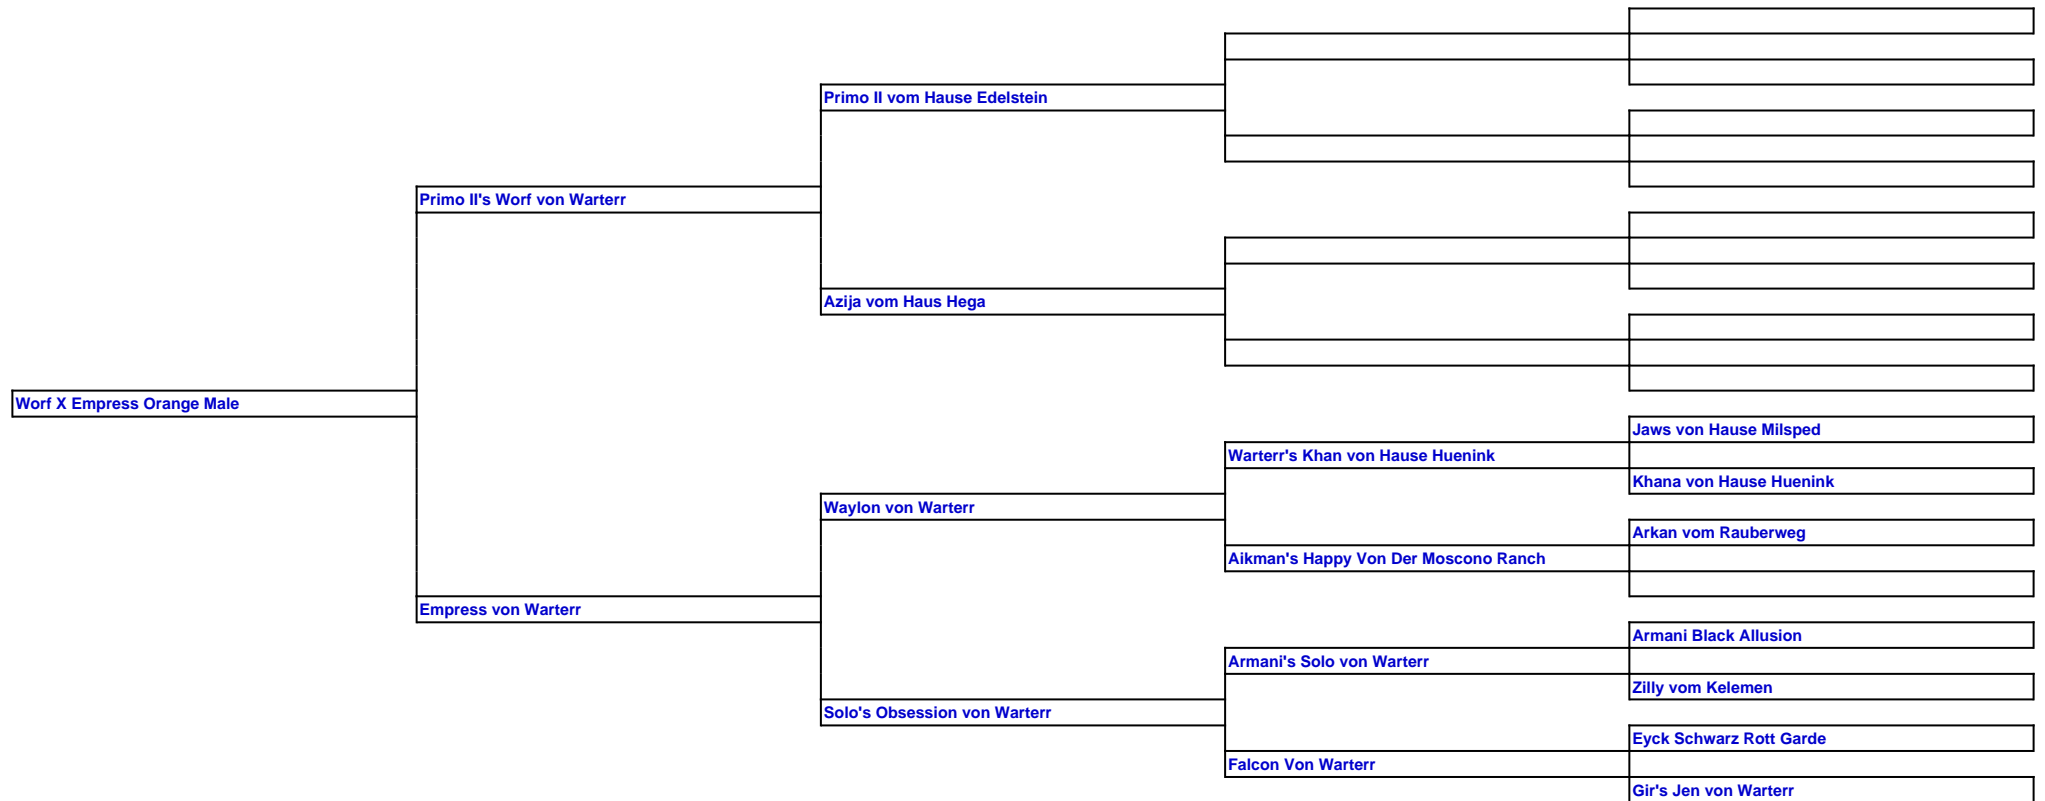 Primo II vom Hause Edelstein
Primo II's Worf von Warterr
Azija vom Haus Hega
Worf X Empress Orange Male
Jaws von Hause Milsped
Warterr's Khan von Hause Huenink
Khana von Hause Huenink
Waylon von Warterr
Arkan vom Rauberweg
Aikman's Happy Von Der Moscono Ranch
Empress von Warterr
Armani Black Allusion
Armani's Solo von Warterr
Zilly vom Kelemen
Solo's Obsession von Warterr
Eyck Schwarz Rott Garde
Falcon Von Warterr
Gir's Jen von Warterr